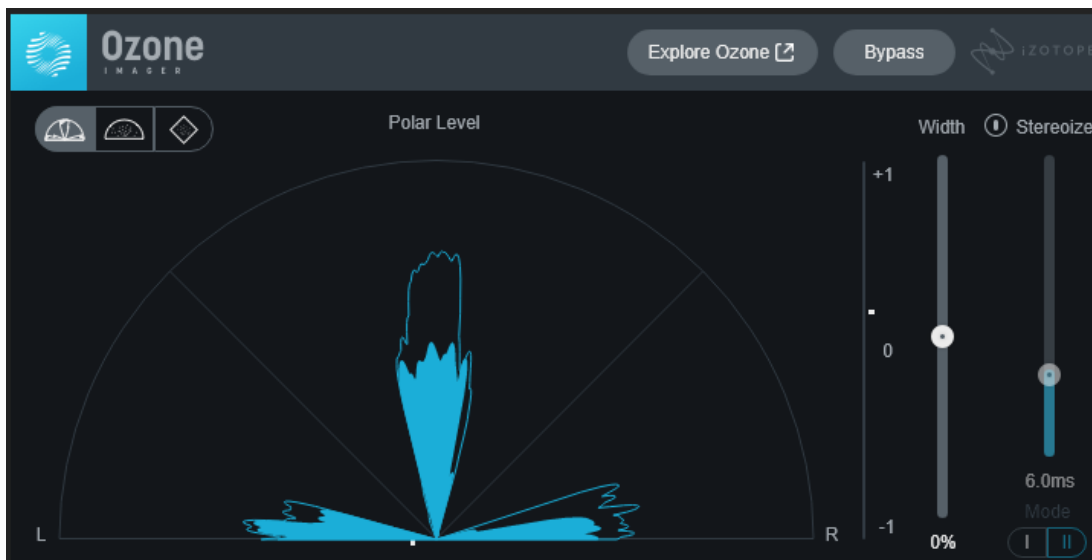 Ozone
IMAGER
Explore Ozone
Bypass
iZOTOPE
Polar Level
Width
Stereoize
+1
0
-1
L
R
0%
6.0ms
Mode
I
II